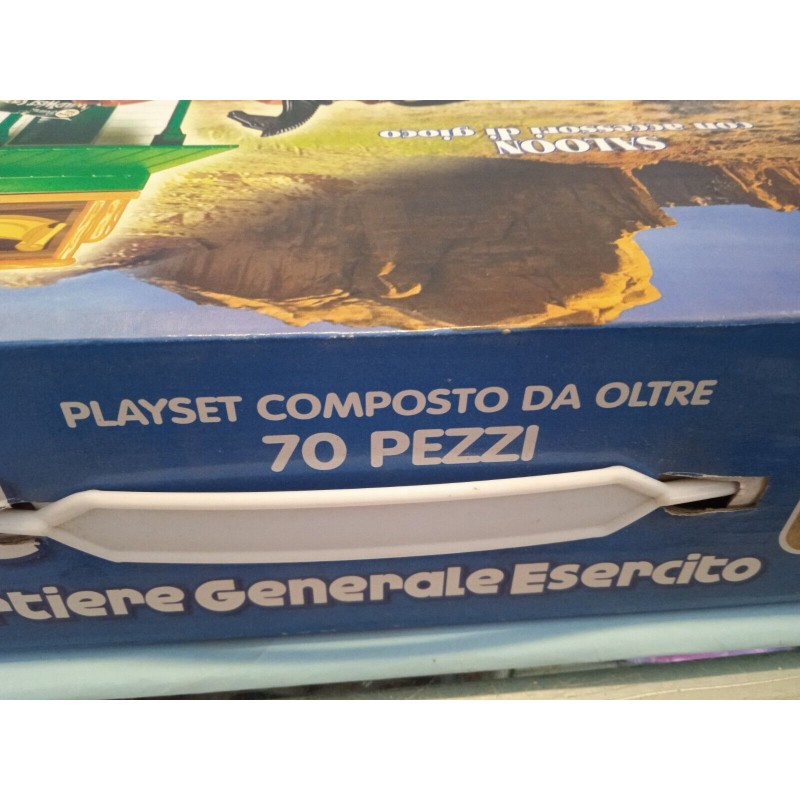 SALOON
con accessori di gioco
PLAYSET COMPOSTO DA OLTRE
70 PEZZI
rtiere Generale Esercito